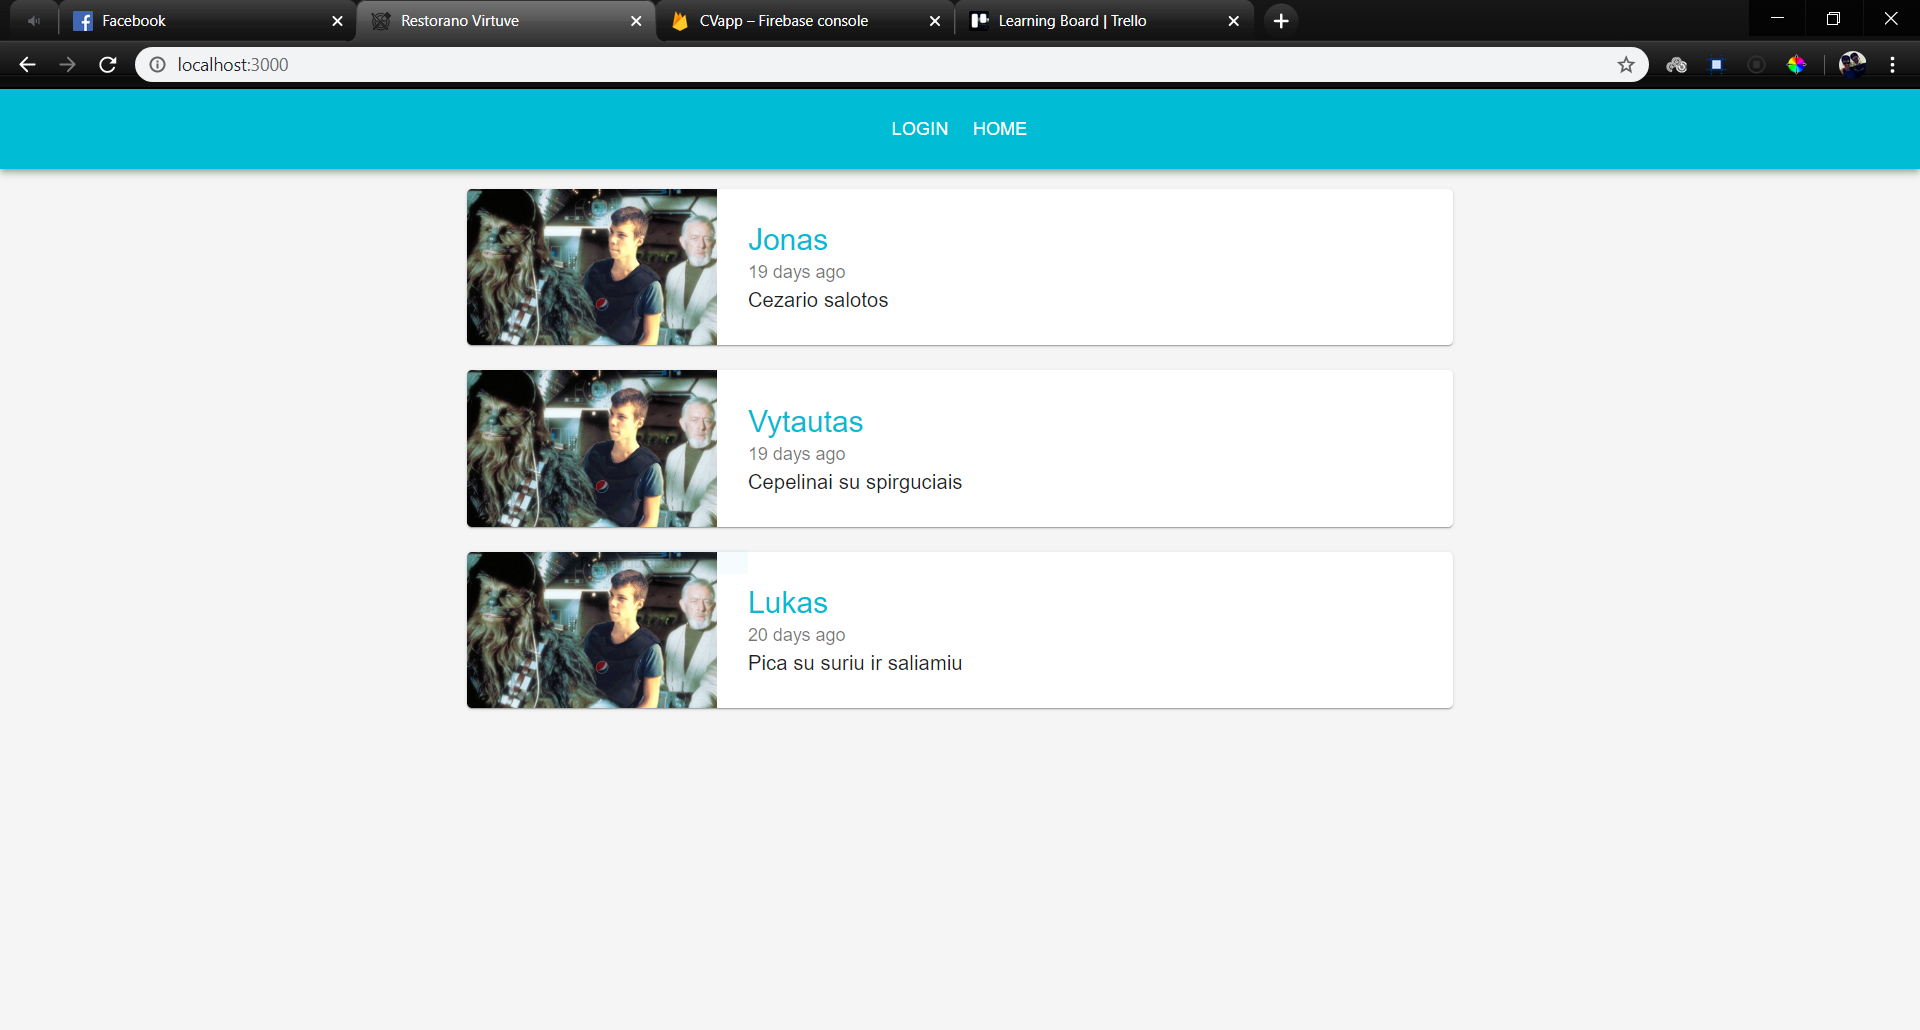 Facebook
Restorano Virtuve
CVapp – Firebase console
Learning Board | Trello
localhost:3000
LOGIN HOME
Jonas
19 days ago
Cezario salotos
Vytautas
19 days ago
Cepelinai su spirguciais
Lukas
20 days ago
Pica su suriu ir saliamiu